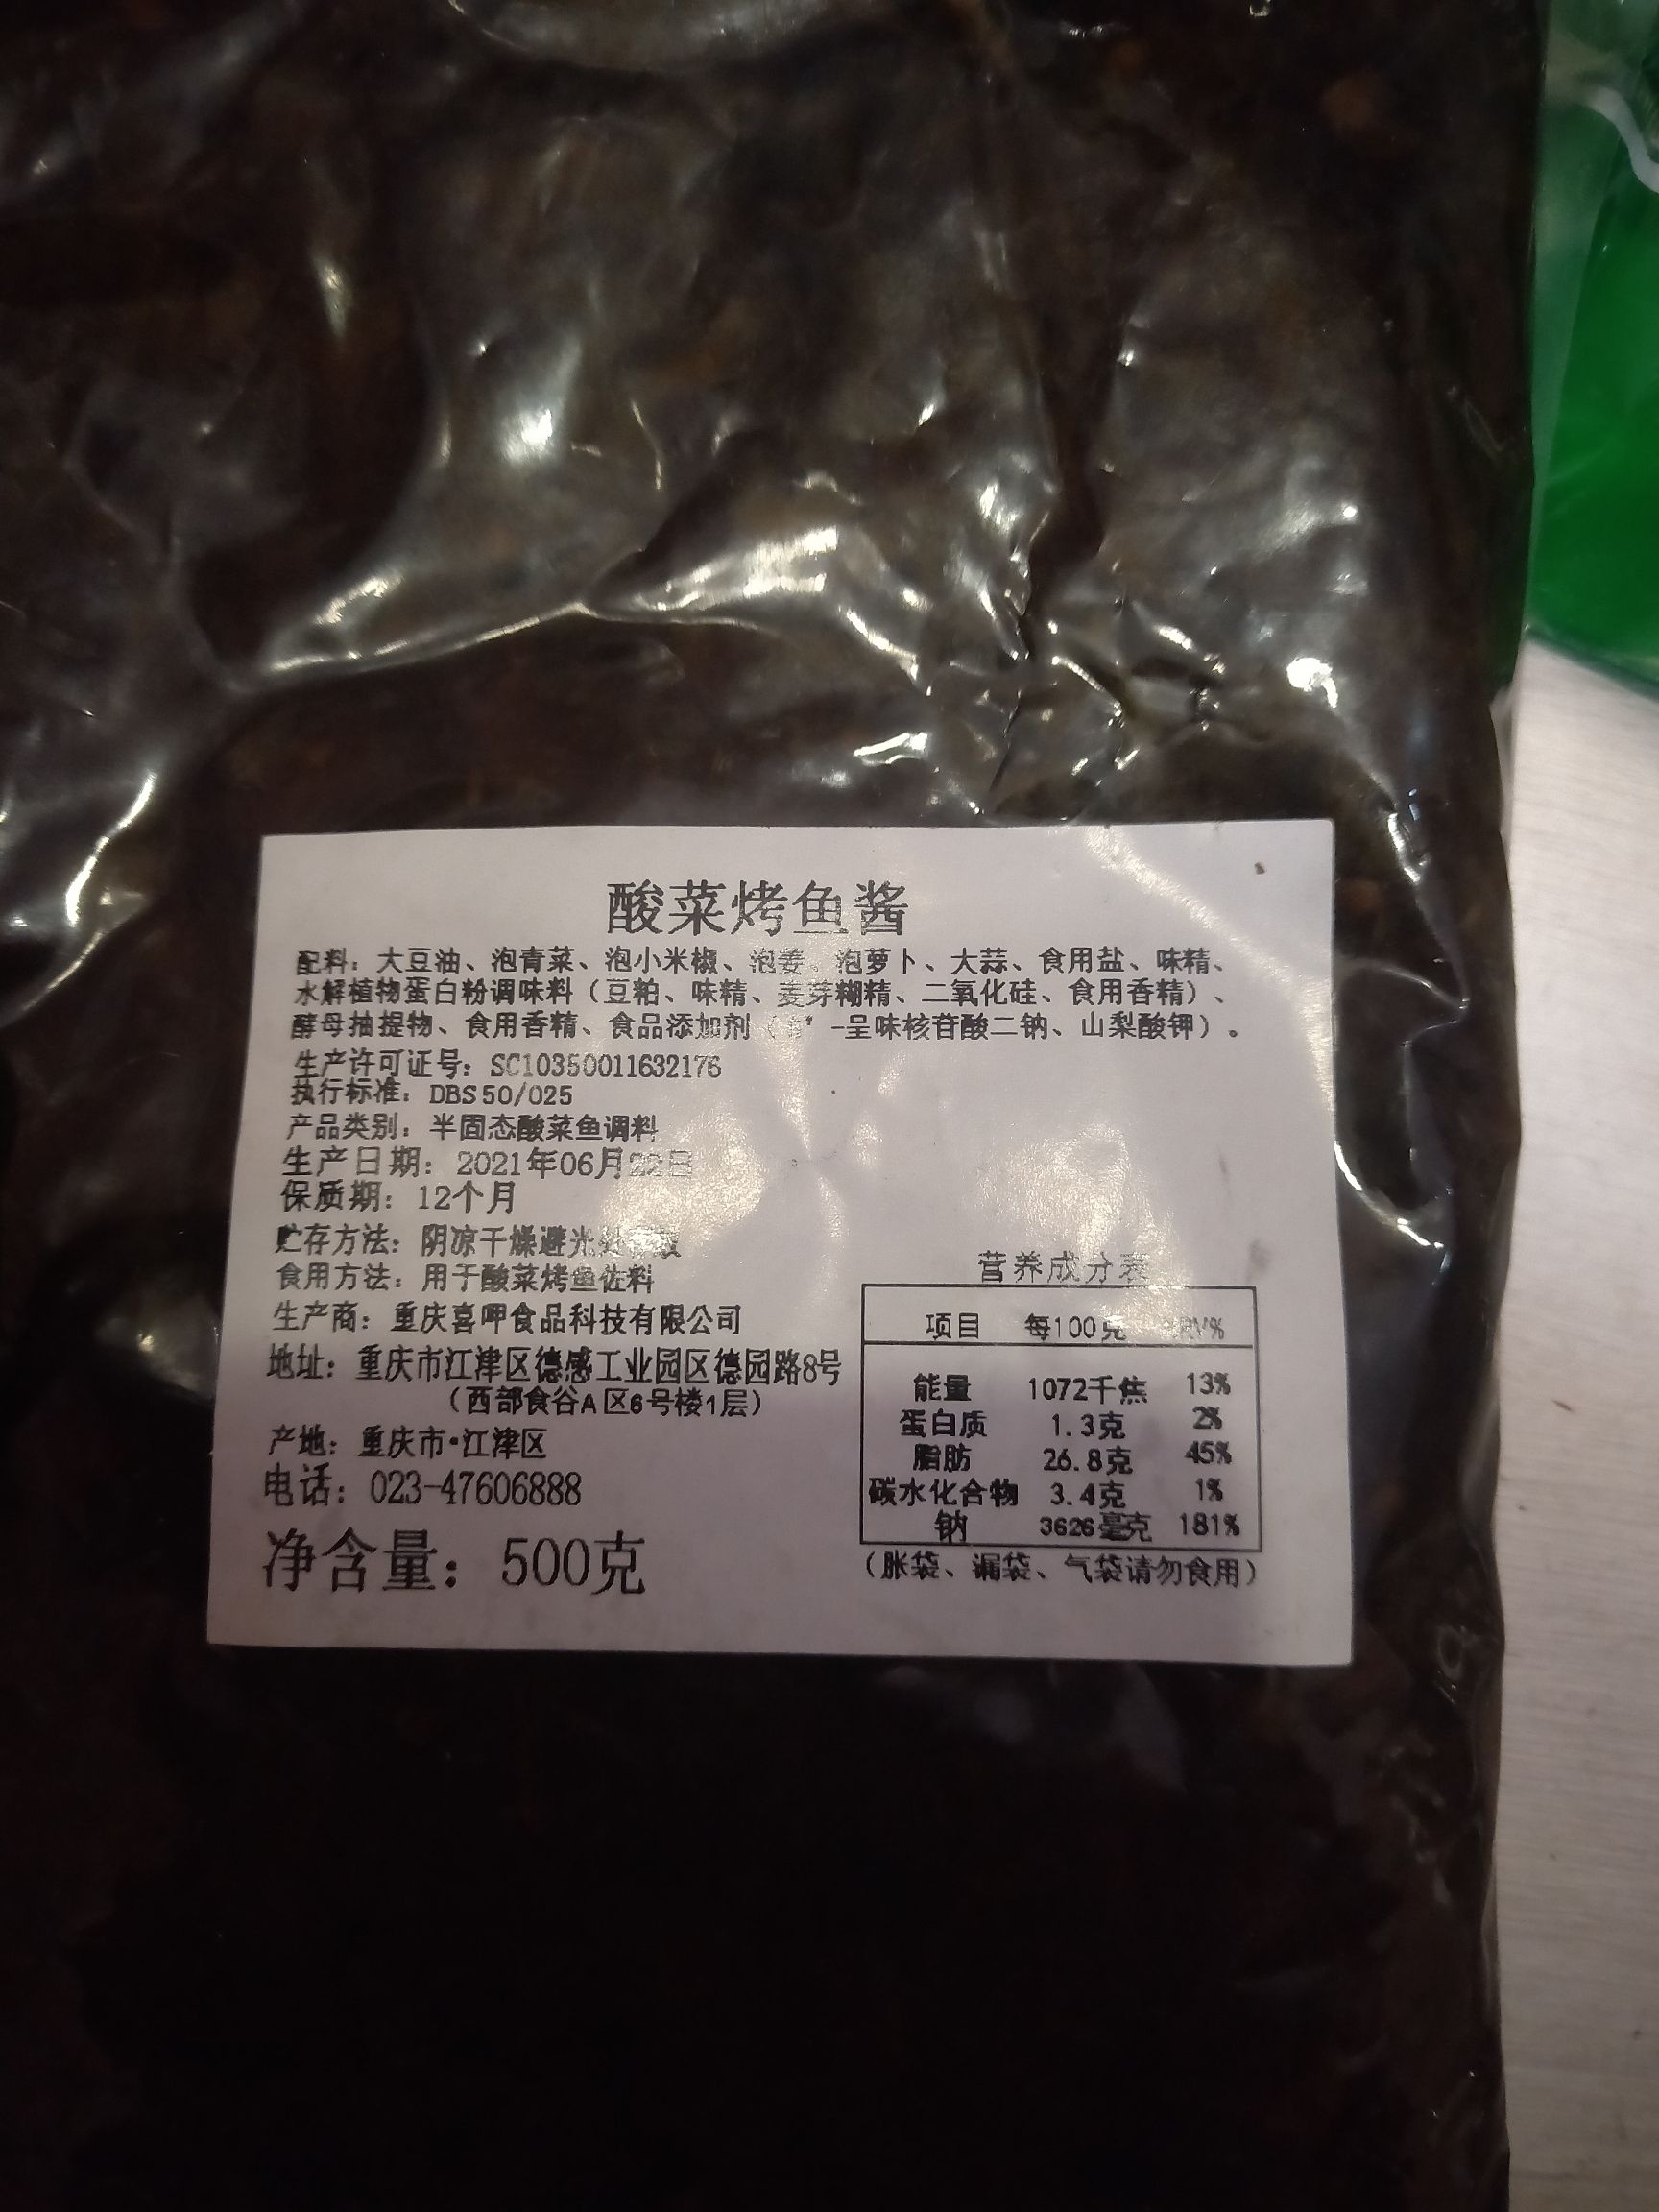 酸菜烤鱼酱
配料：大豆油、泡青菜、泡小米椒、泡姜、泡萝卜、大蒜、食用盐、味精、
水解植物蛋白粉调味料（豆粕、味精、麦芽糊精、二氧化硅、食用香精）、
酵母抽提物、食用香精、食品添加剂（ -呈味核苷酸二钠、山梨酸钾）。
生产许可证号：SC10350011632176
执行标准：DBS50/025
产品类别：半固态酸菜鱼调料
生产日期：2021年06月22日
保质期：12个月
贮存方法：阴凉干燥避光处
食用方法：用于酸菜烤鱼佐料
生产商：重庆喜呷食品科技有限公司
地址：重庆市江津区德感工业园区德园路8号
（西部食谷A区6号楼1层）
产地：重庆市·江津区
电话：023-47606888
净含量：500克
营养成分表
项目 每100克 NRV%
能量 1072千焦 13%
蛋白质 1.3克 2%
脂肪 26.8克 45%
碳水化合物 3.4克 1%
钠 3626毫克 181%
（胀袋、漏袋、气袋请勿食用）